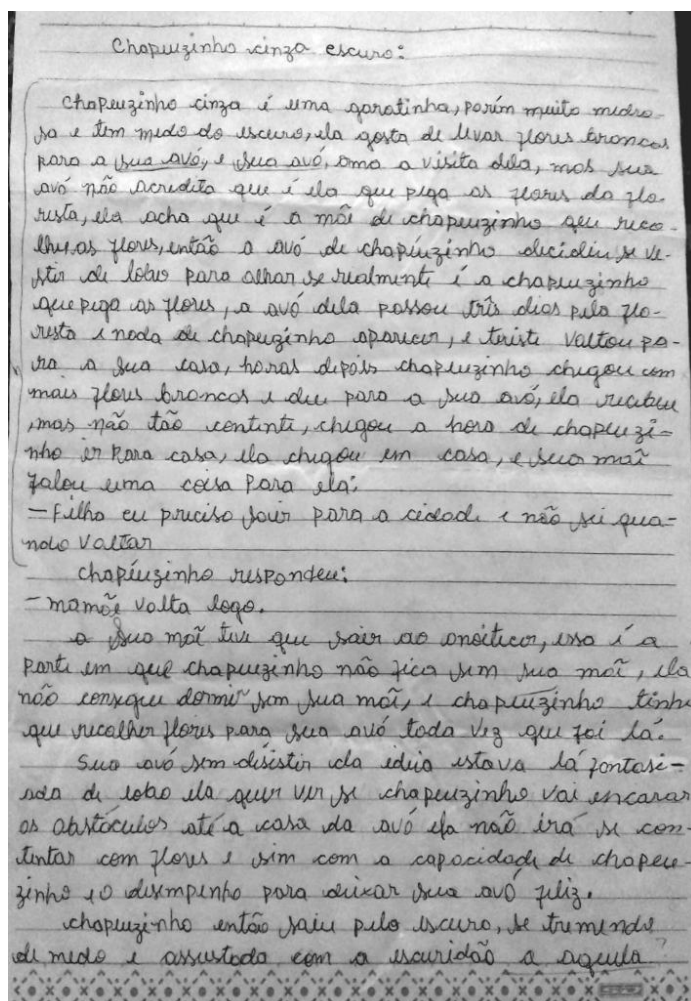 Chapeuzinho cinza escuro:
Chapeuzinho cinza é uma garotinha, porém muito medro-
sa e tem medo do escuro, ela gosta de levar flores brancas
para a sua avó, e sua avó, ama a visita dela, mas sua
avó não acredita que é ela que pega as flores da flo-
resta, ela acha que é a mãe de chapeuzinho que reco-
lhe, as flores, então a avó de chapéuzinho decidiu se ve-
stir de lobo para olhar se realmente é a chapeuzinho
que pega as flores, a avó dela passou três dias pela flo-
resta e nada de chapeuzinho aparecer, e triste voltou pa-
ra a sua casa, horas depois chapeuzinho chegou com
mais flores brancas e deu para a sua avó, ela recebeu
, mas não tão contente, chegou a hora de chapeuzi-
nho ir para casa, ela chegou em casa, e sua mãe
falou uma coisa para ela:
- Filha eu preciso sair para a cidade e não sei qua-
ndo voltar
chapéuzinho respondeu:
- mamãe volta logo.
a sua mãe teve que sair ao anoitecer, essa é a
parte em que chapeuzinho não fica sem sua mãe, ela
não consegue dormir sem sua mãe, e chapeuzinho tinha
que recolher flores para sua avó toda vez que foi lá.
Sua avó sem desistir da ideia estava lá fantasi-
ada de lobo ela quer ver se chapeuzinho vai encarar
os obstáculos até a casa da avó ela não irá se con-
tentar com flores e sim com a capacidade de chapeu-
zinho e o desempenho para deixar sua avó feliz.
chapeuzinho então saiu pelo escuro, se tremendo
de medo e assustada com a escuridão a aquela